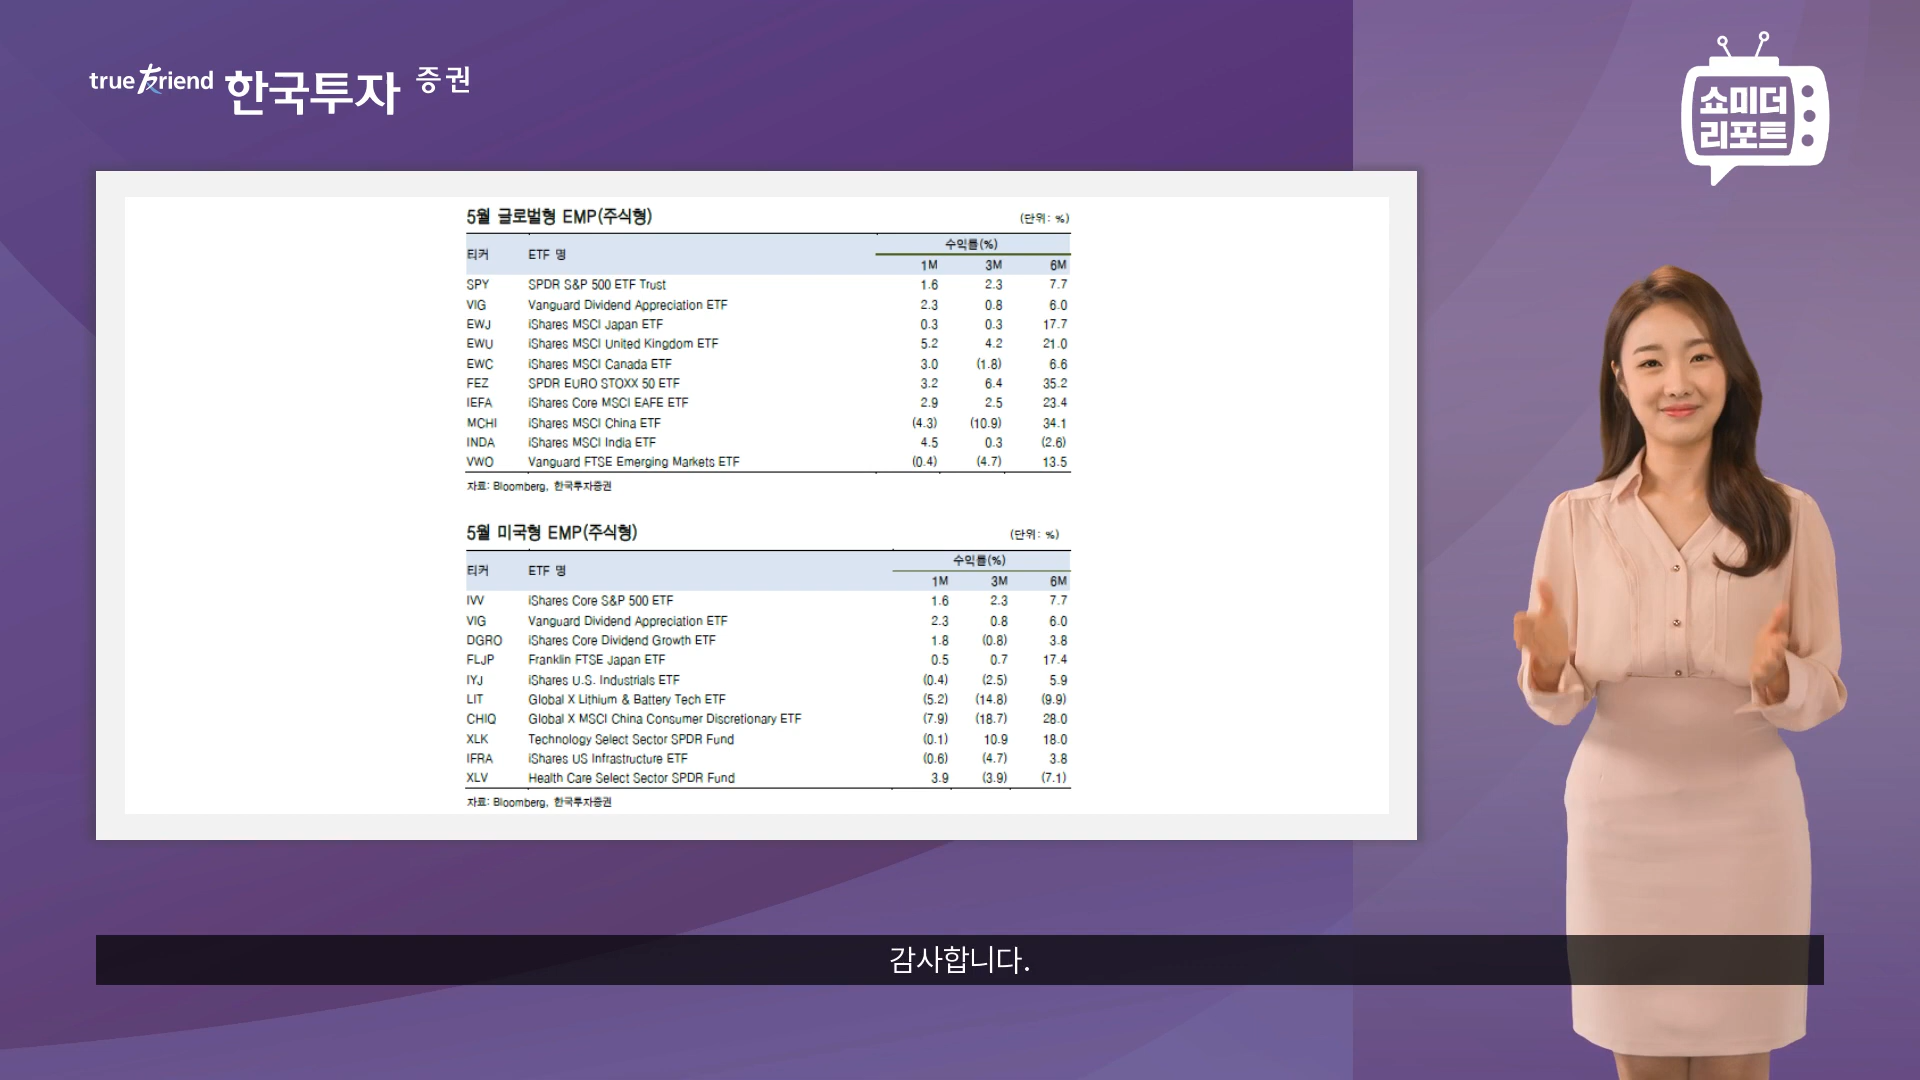 true友riend 한국투자 증권
쇼미더
리포트
5월 글로벌형 EMP(주식형) (단위: %)
티커 ETF 명 수익률(%)
1M 3M 6M
SPY SPDR S&P 500 ETF Trust 1.6 2.3 7.7
VIG Vanguard Dividend Appreciation ETF 2.3 0.8 6.0
EWJ iShares MSCI Japan ETF 0.3 0.3 17.7
EWU iShares MSCI United Kingdom ETF 5.2 4.2 21.0
EWC iShares MSCI Canada ETF 3.0 (1.8) 6.6
FEZ SPDR EURO STOXX 50 ETF 3.2 6.4 35.2
IEFA iShares Core MSCI EAFE ETF 2.9 2.5 23.4
MCHI iShares MSCI China ETF (4.3) (10.9) 34.1
INDA iShares MSCI India ETF 4.5 0.3 (2.6)
VWO Vanguard FTSE Emerging Markets ETF (0.4) (4.7) 13.5
자료: Bloomberg, 한국투자증권
5월 미국형 EMP(주식형) (단위: %)
티커 ETF 명 수익률(%)
1M 3M 6M
IVV iShares Core S&P 500 ETF 1.6 2.3 7.7
VIG Vanguard Dividend Appreciation ETF 2.3 0.8 6.0
DGRO iShares Core Dividend Growth ETF 1.8 (0.8) 3.8
FLJP Franklin FTSE Japan ETF 0.5 0.7 17.4
IYJ iShares U.S. Industrials ETF (0.4) (2.5) 5.9
LIT Global X Lithium & Battery Tech ETF (5.2) (14.8) (9.9)
CHIQ Global X MSCI China Consumer Discretionary ETF (7.9) (18.7) 28.0
XLK Technology Select Sector SPDR Fund (0.1) 10.9 18.0
IFRA iShares US Infrastructure ETF (0.6) (4.7) 3.8
XLV Health Care Select Sector SPDR Fund 3.9 (3.9) (7.1)
자료: Bloomberg, 한국투자증권
감사합니다.